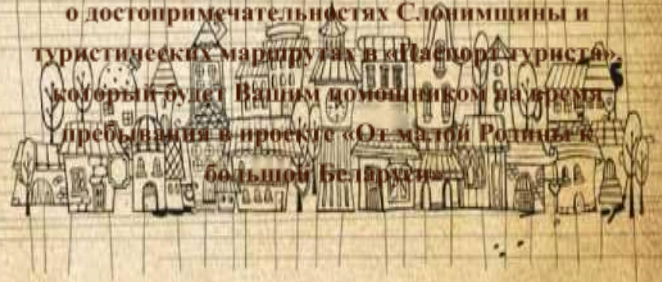 о достопримечательностях Слонимщины и
туристических маршрутах в «Паспорт туриста»,
который будет Вашим помощником на время
пребывания в проекте «От малой Родины к
большой Беларуси».